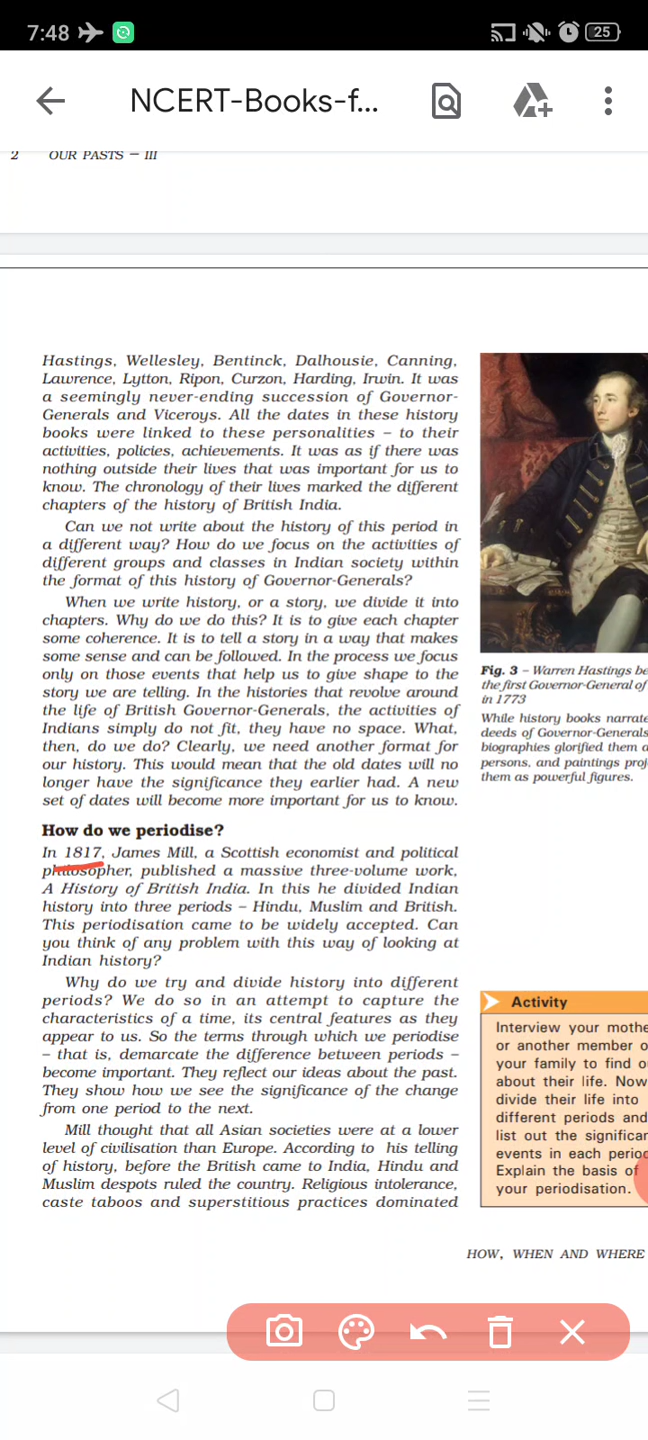 7:48
25
NCERT-Books-f...
2 OUR PASTS – III
Hastings, Wellesley, Bentinck, Dalhousie, Canning,
Lawrence, Lytton, Ripon, Curzon, Harding, Irwin. It was
a seemingly never-ending succession of Governor-
Generals and Viceroys. All the dates in these history
books were linked to these personalities – to their
activities, policies, achievements. It was as if there was
nothing outside their lives that was important for us to
know. The chronology of their lives marked the different
chapters of the history of British India.
Can we not write about the history of this period in
a different way? How do we focus on the activities of
different groups and classes in Indian society within
the format of this history of Governor-Generals?
When we write history, or a story, we divide it into
chapters. Why do we do this? It is to give each chapter
some coherence. It is to tell a story in a way that makes
some sense and can be followed. In the process we focus
only on those events that help us to give shape to the
story we are telling. In the histories that revolve around
the life of British Governor-Generals, the activities of
Indians simply do not fit, they have no space. What,
then, do we do? Clearly, we need another format for
our history. This would mean that the old dates will no
longer have the significance they earlier had. A new
set of dates will become more important for us to know.
How do we periodise?
In 1817, James Mill, a Scottish economist and political
philosopher, published a massive three-volume work,
A History of British India. In this he divided Indian
history into three periods – Hindu, Muslim and British.
This periodisation came to be widely accepted. Can
you think of any problem with this way of looking at
Indian history?
Why do we try and divide history into different
periods? We do so in an attempt to capture the
characteristics of a time, its central features as they
appear to us. So the terms through which we periodise
– that is, demarcate the difference between periods –
become important. They reflect our ideas about the past.
They show how we see the significance of the change
from one period to the next.
Mill thought that all Asian societies were at a lower
level of civilisation than Europe. According to his telling
of history, before the British came to India, Hindu and
Muslim despots ruled the country. Religious intolerance,
caste taboos and superstitious practices dominated
Fig. 3 – Warren Hastings be
the first Governor-General of
in 1773
While history books narrate
deeds of Governor-Generals
biographies glorified them a
persons, and paintings proj
them as powerful figures.
Activity
Interview your mothe
or another member o
your family to find o
about their life. Now
divide their life into
different periods and
list out the significan
events in each period
Explain the basis of
your periodisation.
HOW, WHEN AND WHERE